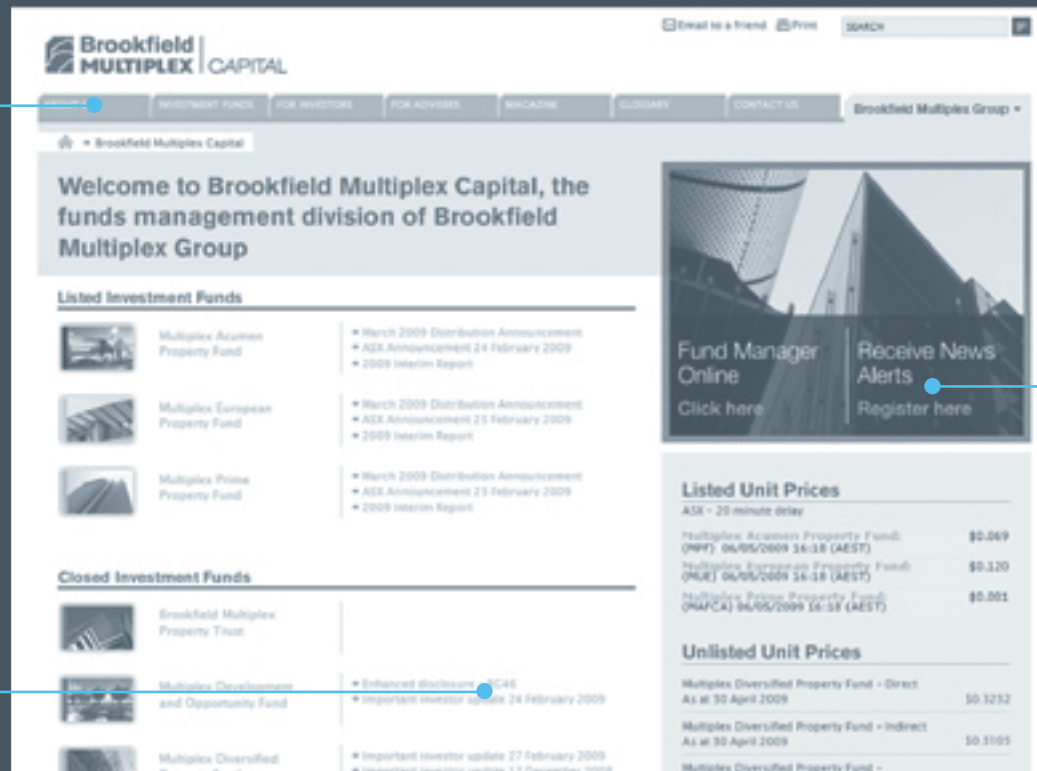 Email to a friend Print SEARCH
Brookfield
MULTIPLEX CAPITAL
ABOUT INVESTMENT FUNDS FOR INVESTORS FOR ADVISERS MAGAZINE GLOSSARY CONTACT US Brookfield Multiplex Group
Brookfield Multiplex Capital
Welcome to Brookfield Multiplex Capital, the
funds management division of Brookfield
Multiplex Group
Listed Investment Funds
Multiplex Acumen
Property Fund
March 2009 Distribution Announcement
ASX Announcement 24 February 2009
2009 Interim Report
Multiplex European
Property Fund
March 2009 Distribution Announcement
ASX Announcement 25 February 2009
2009 Interim Report
Multiplex Prime
Property Fund
March 2009 Distribution Announcement
ASX Announcement 23 February 2009
2009 Interim Report
Closed Investment Funds
Brookfield Multiplex
Property Trust
Multiplex Development
and Opportunity Fund
Enhanced disclosure RG46
Important investor update 24 February 2009
Multiplex Diversified
Property Fund
Important investor update 27 February 2009
Important investor update 17 December 2008
Fund Manager
Online
Click here
Receive News
Alerts
Register here
Listed Unit Prices
ASX - 20 minute delay
Multiplex Acumen Property Fund: $0.069
(MPF) 06/05/2009 16:10 (AEST)
Multiplex European Property Fund: $0.120
(MUE) 06/05/2009 16:10 (AEST)
Multiplex Prime Property Fund: $0.001
(MAFCA) 06/05/2009 16:10 (AEST)
Unlisted Unit Prices
Multiplex Diversified Property Fund - Direct
As at 30 April 2009 $0.3232
Multiplex Diversified Property Fund - Indirect
As at 30 April 2009 $0.3105
Multiplex Diversified Property Fund -